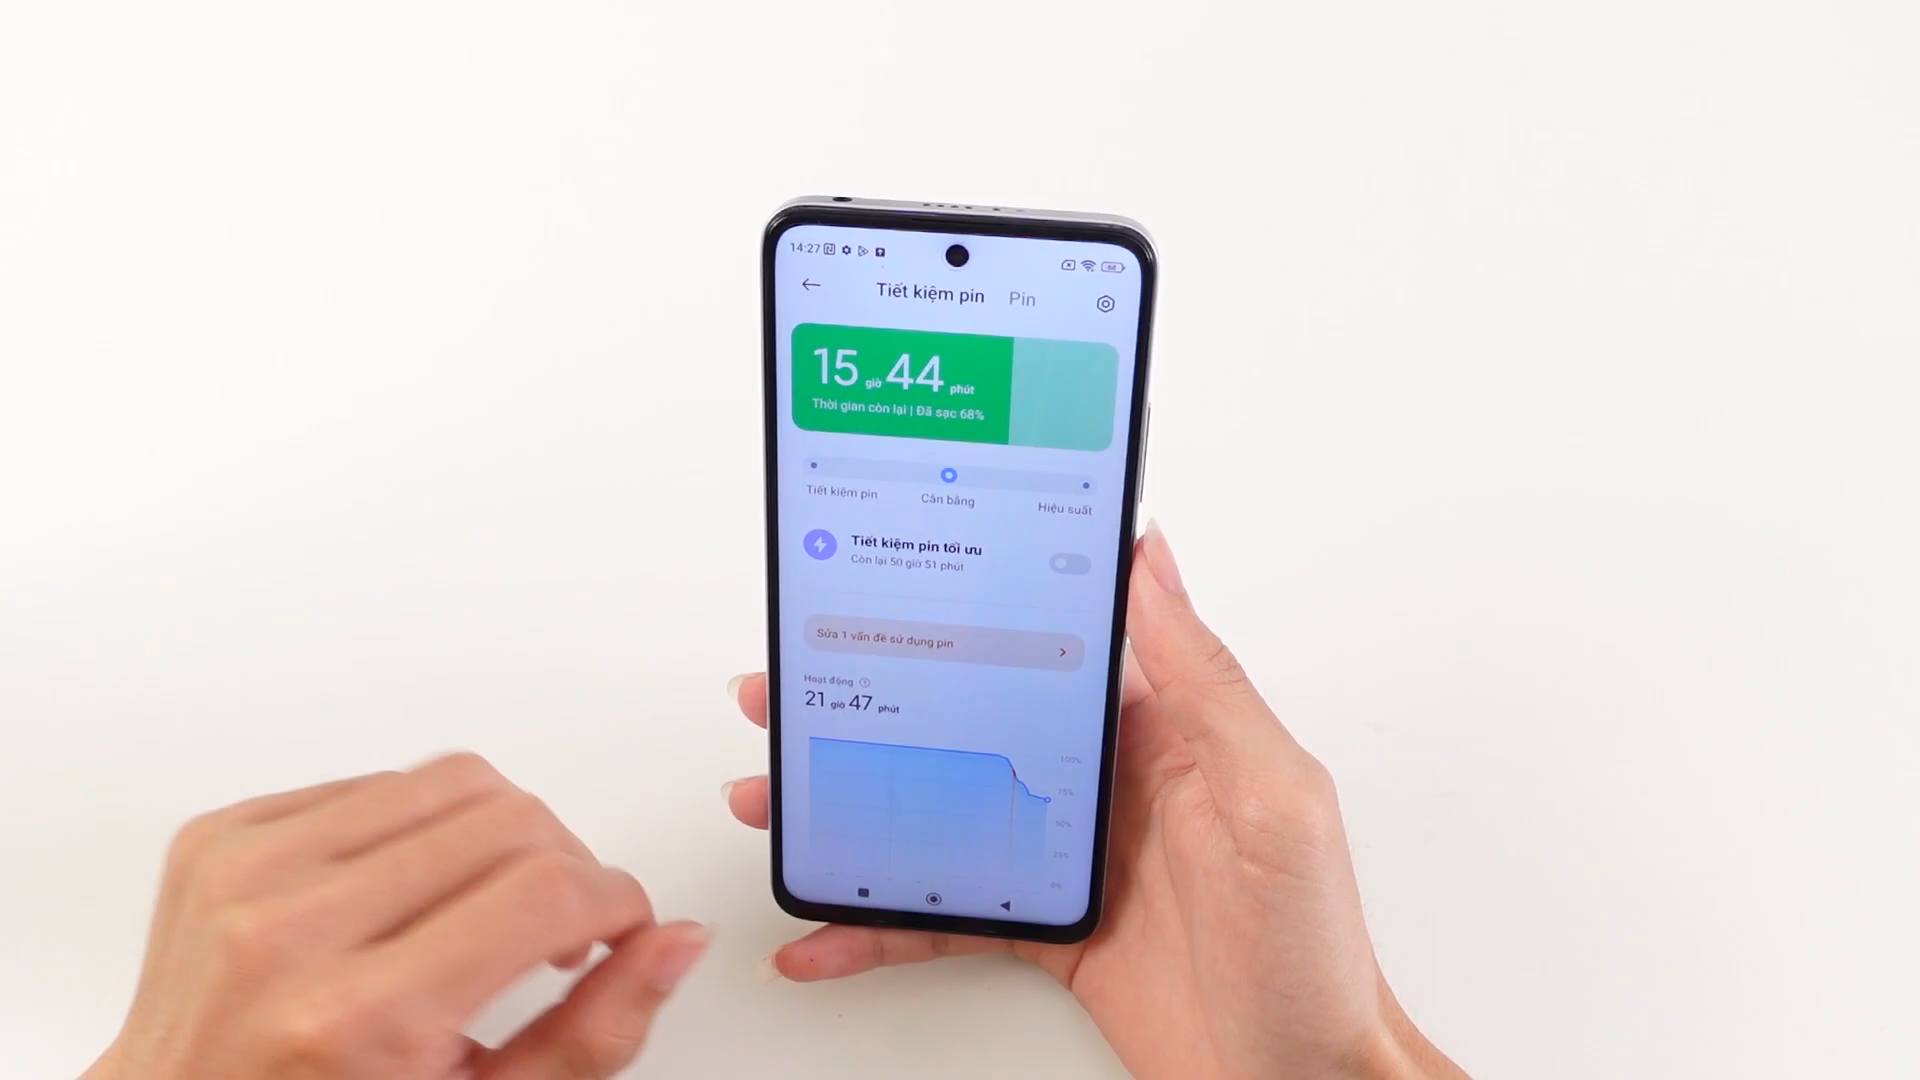 14:27
68
Tiết kiệm pin Pin
15 giờ 44 phút
Thời gian còn lại | Đã sạc 68%
Tiết kiệm pin
Cân bằng
Hiệu suất
Tiết kiệm pin tối ưu
Còn lại 50 giờ 51 phút
Sửa 1 vấn đề sử dụng pin
Hoạt động
21 giờ 47 phút
100%
75%
50%
25%
0%